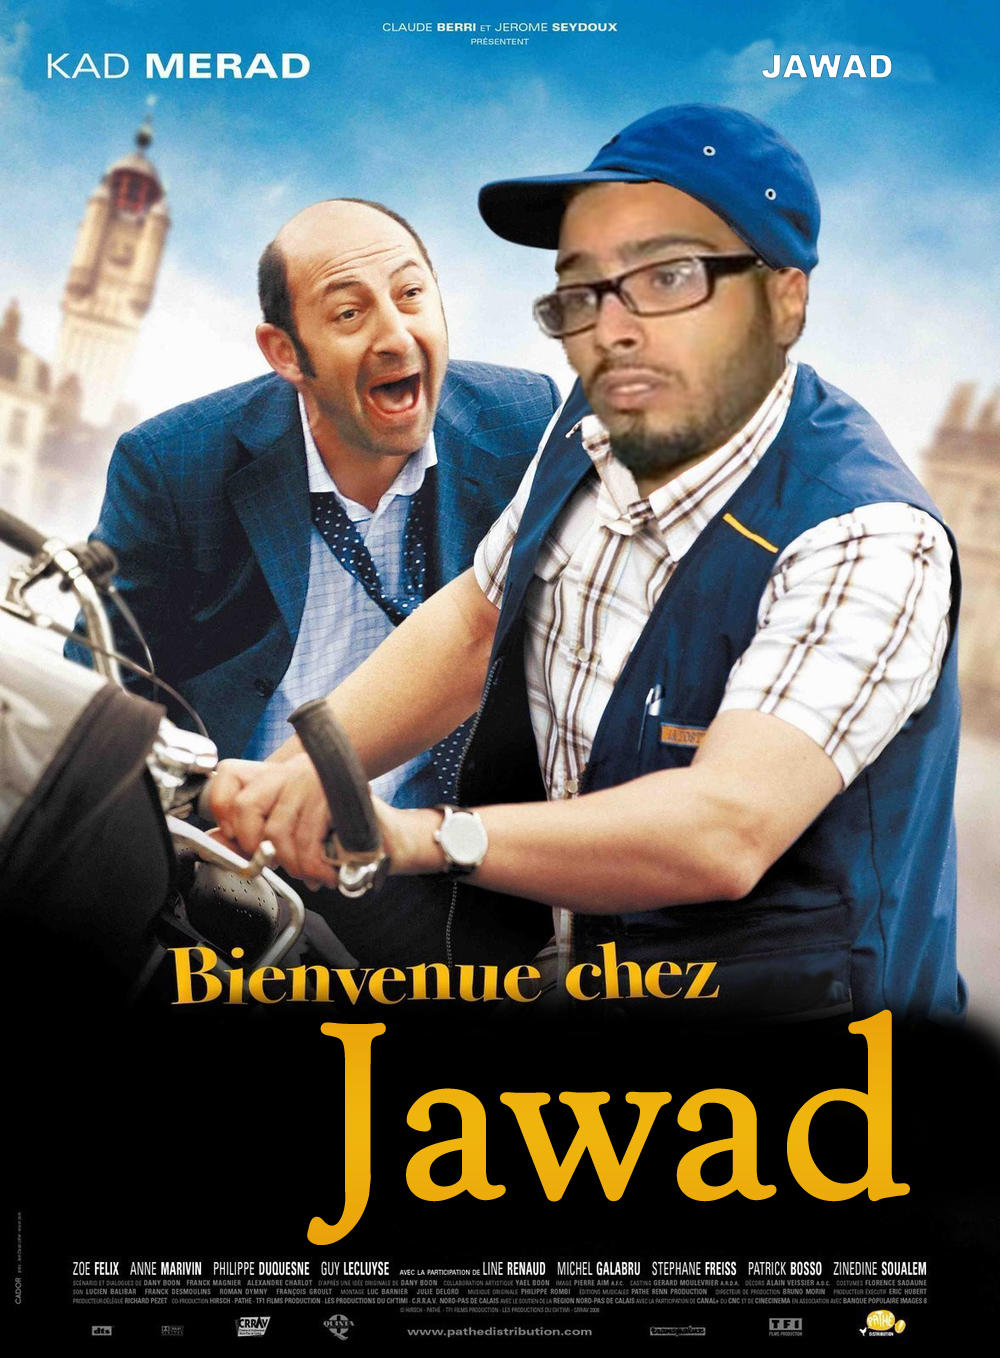 CLAUDE BERRI ET JEROME SEYDOUX
PRÉSENTENT
KAD MERAD
JAWAD
Bienvenue chez
Jawad
ZOE FELIX ANNE MARIVIN PHILIPPE DUQUESNE GUY LECLUYSE AVEC LA PARTICIPATION DE LINE RENAUD MICHEL GALABRU STEPHANE FREISS PATRICK BOSSO ZINEDINE SOUALEM
SCÉNARIO ET DIALOGUES DE DANY BOON FRANCK MAGNIER ALEXANDRE CHARLOT D'APRÈS UNE IDÉE ORIGINALE DE DANY BOON COLLABORATION ARTISTIQUE YAEL BOON IMAGE PIERRE AIM A.F.C. CASTING GERARD MOULEVRIER A.R.D.A. DÉCORS ALAIN VEISSIER A.D.C. COSTUMES FLORENCE SADAUNE
SON LUCIEN BALIBAR FRANCK DESMOULINS ROMAN DYMNY FRANÇOIS GROULT MONTAGE LUC BARNIER JULIE DELORD MUSIQUE ORIGINALE PHILIPPE ROMBI ÉDITIONS MUSICALES PATHE RENN PRODUCTION DIRECTEUR DE PRODUCTION BRUNO MORIN PRODUCTEUR EXÉCUTIF ERIC HUBERT
PRODUCTEUR DÉLÉGUÉ RICHARD PEZET CO-PRODUCTION HIRSCH - PATHE - TF1 FILMS PRODUCTION - LES PRODUCTIONS DU CH'TIMI - C.R.R.A.V. NORD-PAS DE CALAIS AVEC LE SOUTIEN DE LA REGION NORD-PAS DE CALAIS AVEC LA PARTICIPATION DE CANAL+ DU CNC ET DE CINECINEMA EN ASSOCIATION AVEC BANQUE POPULAIRE IMAGES 8
© HIRSCH - PATHÉ - TF1 FILMS PRODUCTION - LES PRODUCTIONS DU CH'TIMI - CRRAV 2008
CADOR
dts CRRAV QUINTA www.pathedistribution.com TF1 PATHÉ
FILMS PRODUCTION DISTRIBUTION